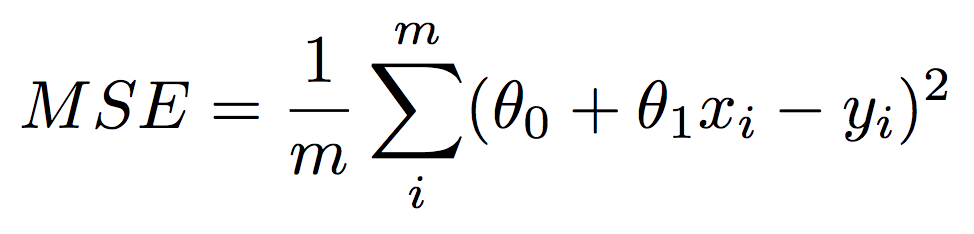 MSE = \frac{1}{m} \sum_{i}^{m} (\theta_0 + \theta_1 x_i - y_i)^2